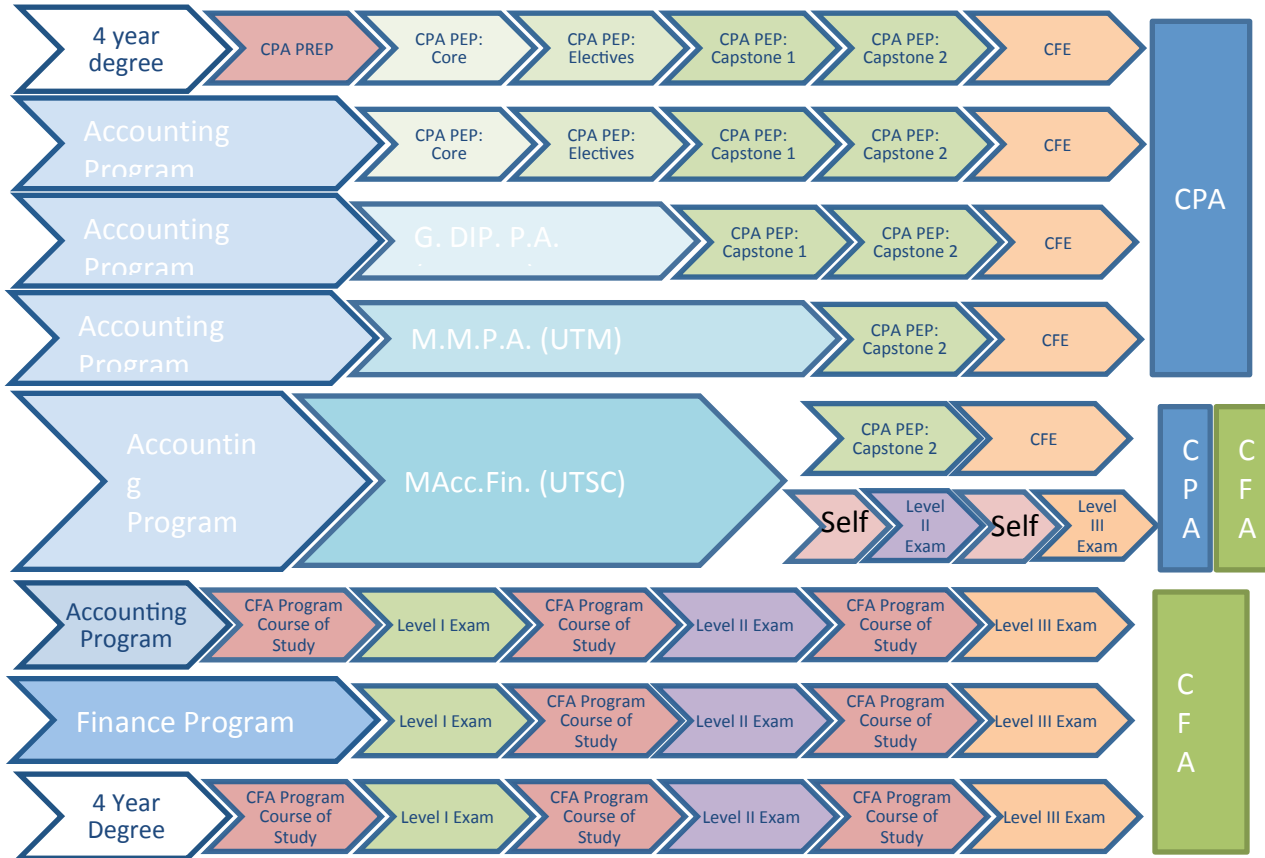 4 year
degree
CPA PREP
CPA PEP:
Core
CPA PEP:
Electives
CPA PEP:
Capstone 1
CPA PEP:
Capstone 2
CFE
Accounting
Program
CPA PEP:
Core
CPA PEP:
Electives
CPA PEP:
Capstone 1
CPA PEP:
Capstone 2
CFE
CPA
Accounting
Program
G. DIP. P.A.
CPA PEP:
Capstone 1
CPA PEP:
Capstone 2
CFE
Accounting
Program
M.M.P.A. (UTM)
CPA PEP:
Capstone 2
CFE
Accountin
g
Program
MAcc.Fin. (UTSC)
CPA PEP:
Capstone 2
CFE
Self
Level
II
Exam
Self
Level
III
Exam
C
P
A
C
F
A
Accounting
Program
CFA Program
Course of
Study
Level I Exam
CFA Program
Course of
Study
Level II Exam
CFA Program
Course of
Study
Level III Exam
Finance Program
Level I Exam
CFA Program
Course of
Study
Level II Exam
CFA Program
Course of
Study
Level III Exam
C
F
A
4 Year
Degree
CFA Program
Course of
Study
Level I Exam
CFA Program
Course of
Study
Level II Exam
CFA Program
Course of
Study
Level III Exam